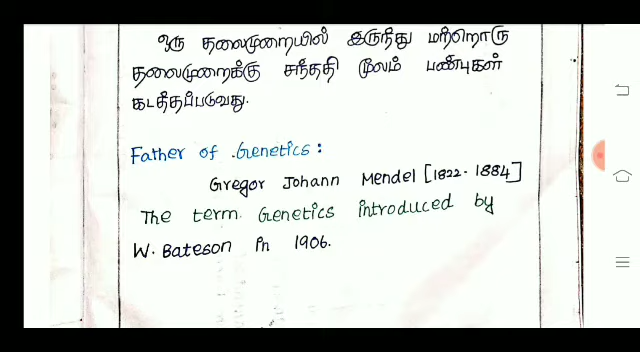 ஒரு தலைமுறையில் இருந்து மற்றொரு
தலைமுறைக்கு சந்ததி மூலம் பண்புகள்
கடத்தப்படுவது.
Father of Genetics:
Gregor Johann Mendel [1822-1884]
The term Genetics introduced by
W. Bateson in 1906.